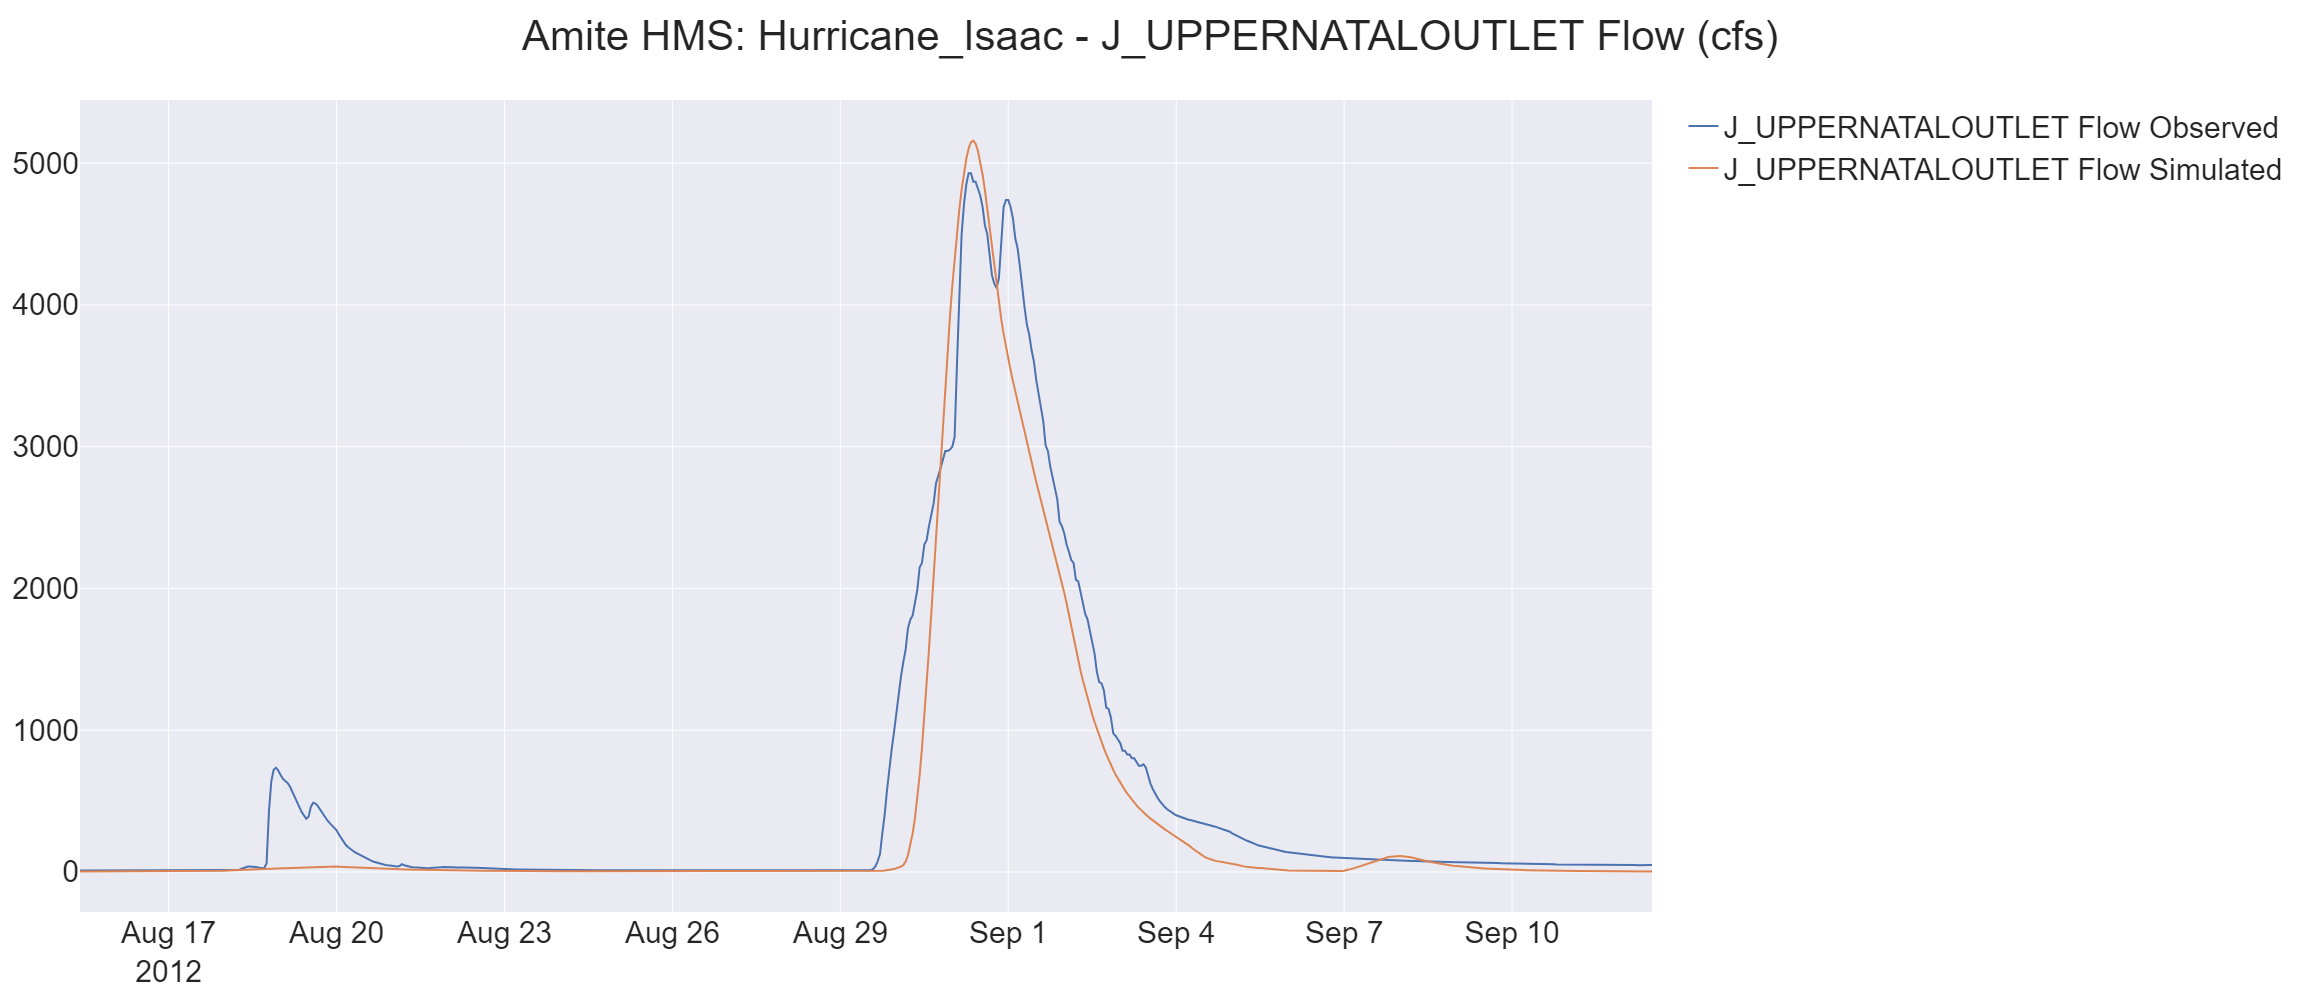 Amite HMS: Hurricane_Isaac - J_UPPERNATALOUTLET Flow (cfs)
J_UPPERNATALOUTLET Flow Observed
J_UPPERNATALOUTLET Flow Simulated
5000
4000
3000
2000
1000
0
Aug 17 Aug 20 Aug 23 Aug 26 Aug 29 Sep 1 Sep 4 Sep 7 Sep 10
2012